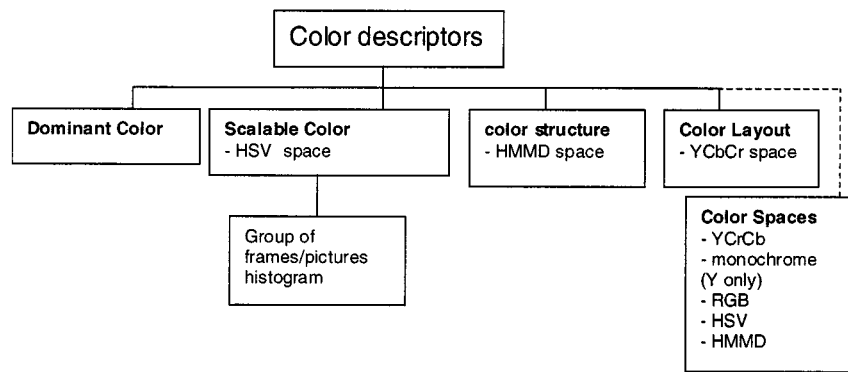 Color descriptors
Dominant Color
Scalable Color
- HSV space
color structure
- HMMD space
Color Layout
- YCbCr space
Group of
frames/pictures
histogram
Color Spaces
- YCrCb
- monochrome
(Y only)
- RGB
- HSV
- HMMD